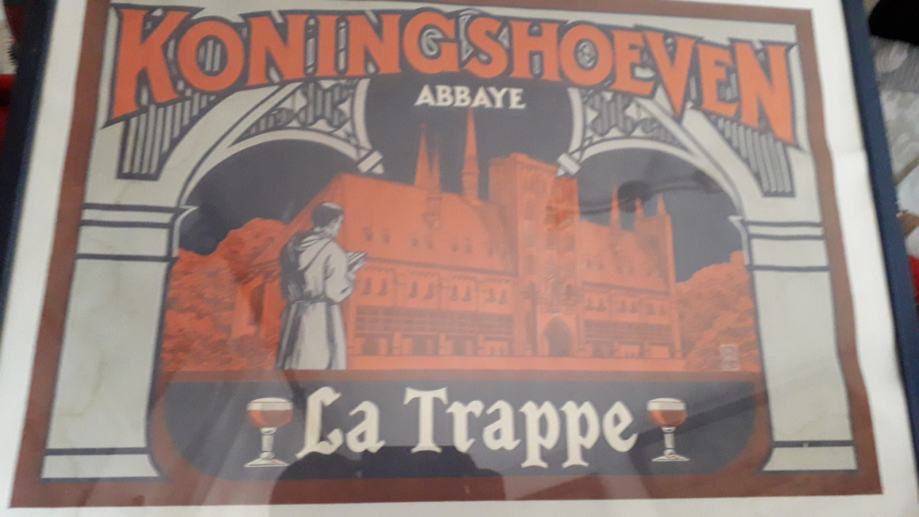 KONINGSHOEVEN
ABBAYE
La Trappe